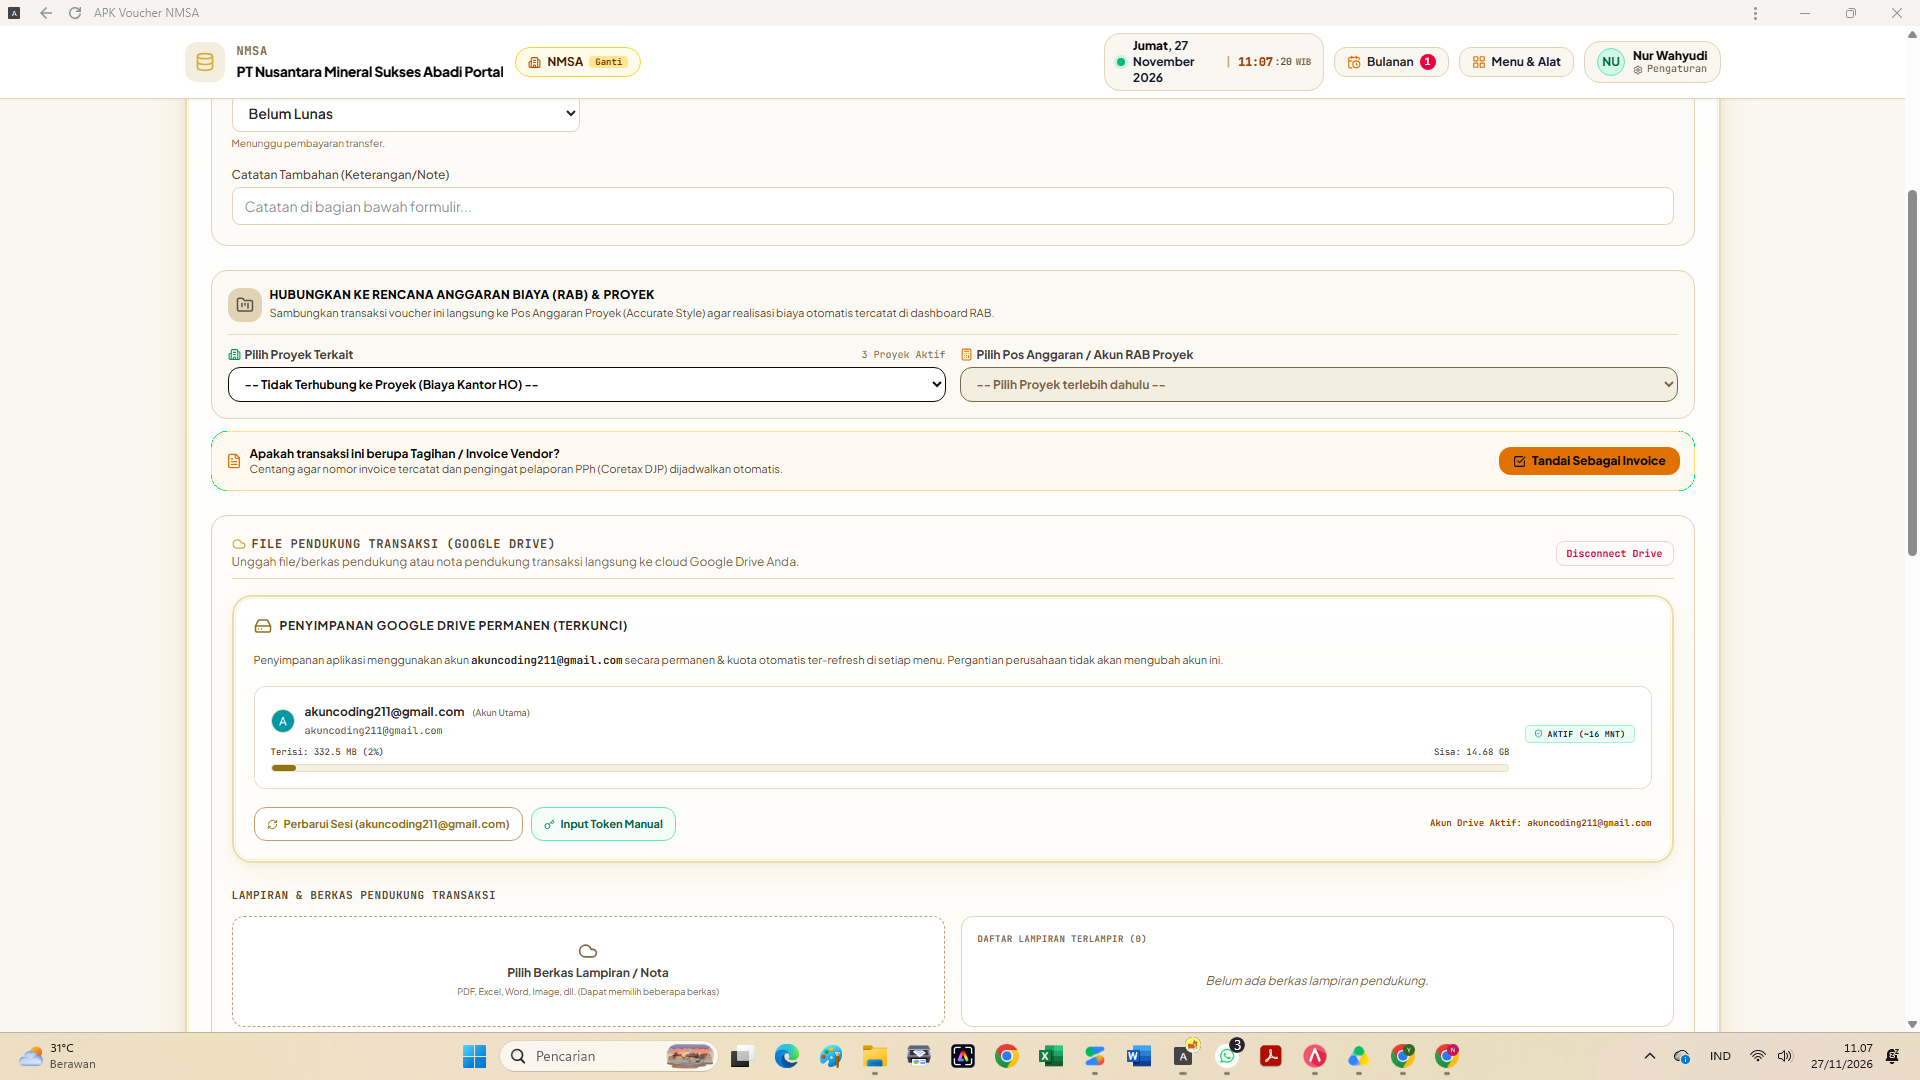 APK Voucher NMSA
NMSA
PT Nusantara Mineral Sukses Abadi Portal
NMSA Ganti
Jumat, 27
November
2026
| 11:07:20 WIB
Bulanan 1
Menu & Alat
NU
Nur Wahyudi
Pengaturan
Belum Lunas
Menunggu pembayaran transfer.
Catatan Tambahan (Keterangan/Note)
Catatan di bagian bawah formulir...
HUBUNGKAN KE RENCANA ANGGARAN BIAYA (RAB) & PROYEK
Sambungkan transaksi voucher ini langsung ke Pos Anggaran Proyek (Accurate Style) agar realisasi biaya otomatis tercatat di dashboard RAB.
Pilih Proyek Terkait
3 Proyek Aktif
Pilih Pos Anggaran / Akun RAB Proyek
-- Tidak Terhubung ke Proyek (Biaya Kantor HO) --
-- Pilih Proyek terlebih dahulu --
Apakah transaksi ini berupa Tagihan / Invoice Vendor?
Centang agar nomor invoice tercatat dan pengingat pelaporan PPh (Coretax DJP) dijadwalkan otomatis.
Tandai Sebagai Invoice
FILE PENDUKUNG TRANSAKSI (GOOGLE DRIVE)
Unggah file/berkas pendukung atau nota pendukung transaksi langsung ke cloud Google Drive Anda.
Disconnect Drive
PENYIMPANAN GOOGLE DRIVE PERMANEN (TERKUNCI)
Penyimpanan aplikasi menggunakan akun akuncoding211@gmail.com secara permanen & kuota otomatis ter-refresh di setiap menu. Pergantian perusahaan tidak akan mengubah akun ini.
A
akuncoding211@gmail.com (Akun Utama)
akuncoding211@gmail.com
Terisi: 332.5 MB (2%)
Sisa: 14.68 GB
AKTIF (~16 MNT)
Perbarui Sesi (akuncoding211@gmail.com)
Input Token Manual
Akun Drive Aktif: akuncoding211@gmail.com
LAMPIRAN & BERKAS PENDUKUNG TRANSAKSI
Pilih Berkas Lampiran / Nota
PDF, Excel, Word, Image, dll. (Dapat memilih beberapa berkas)
DAFTAR LAMPIRAN TERLAMPIR (0)
Belum ada berkas lampiran pendukung.
31°C
Berawan
Pencarian
3
IND
11.07
27/11/2026